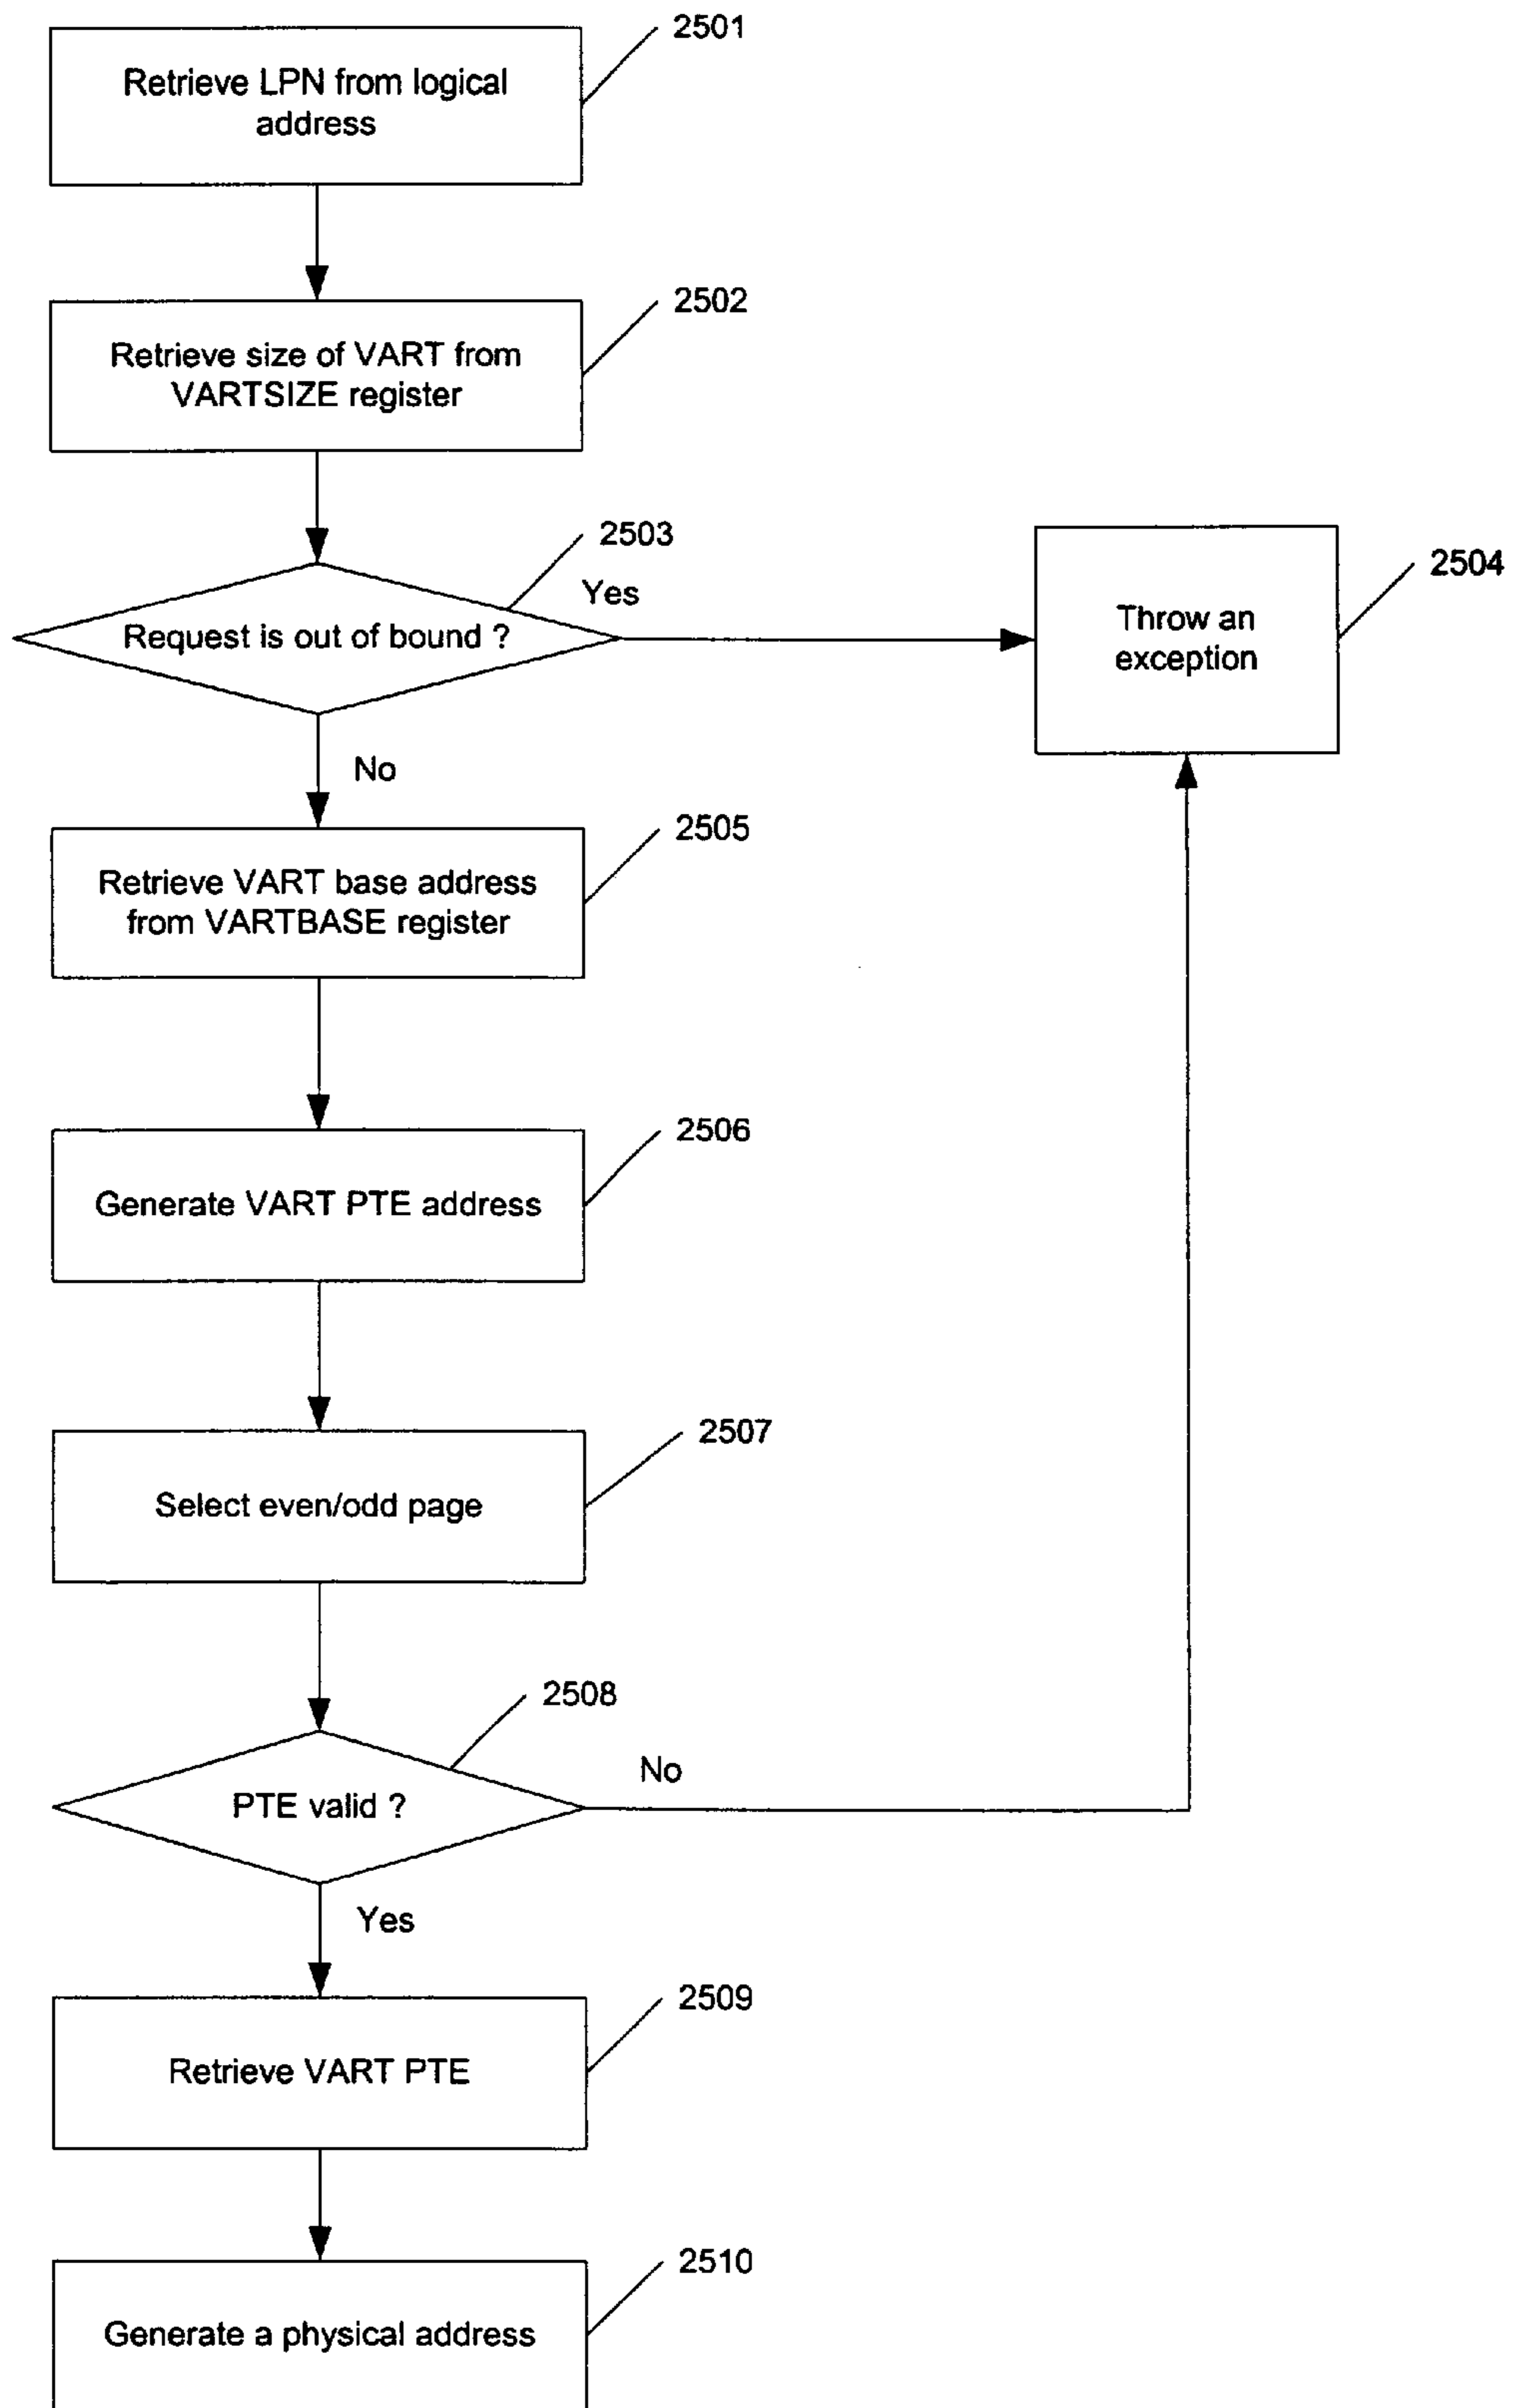 2501
Retrieve LPN from logical
address
2502
Retrieve size of VART from
VARTSIZE register
2503
Yes
Request is out of bound ?
2504
Throw an
exception
No
2505
Retrieve VART base address
from VARTBASE register
2506
Generate VART PTE address
2507
Select even/odd page
2508
No
PTE valid ?
Yes
2509
Retrieve VART PTE
2510
Generate a physical address